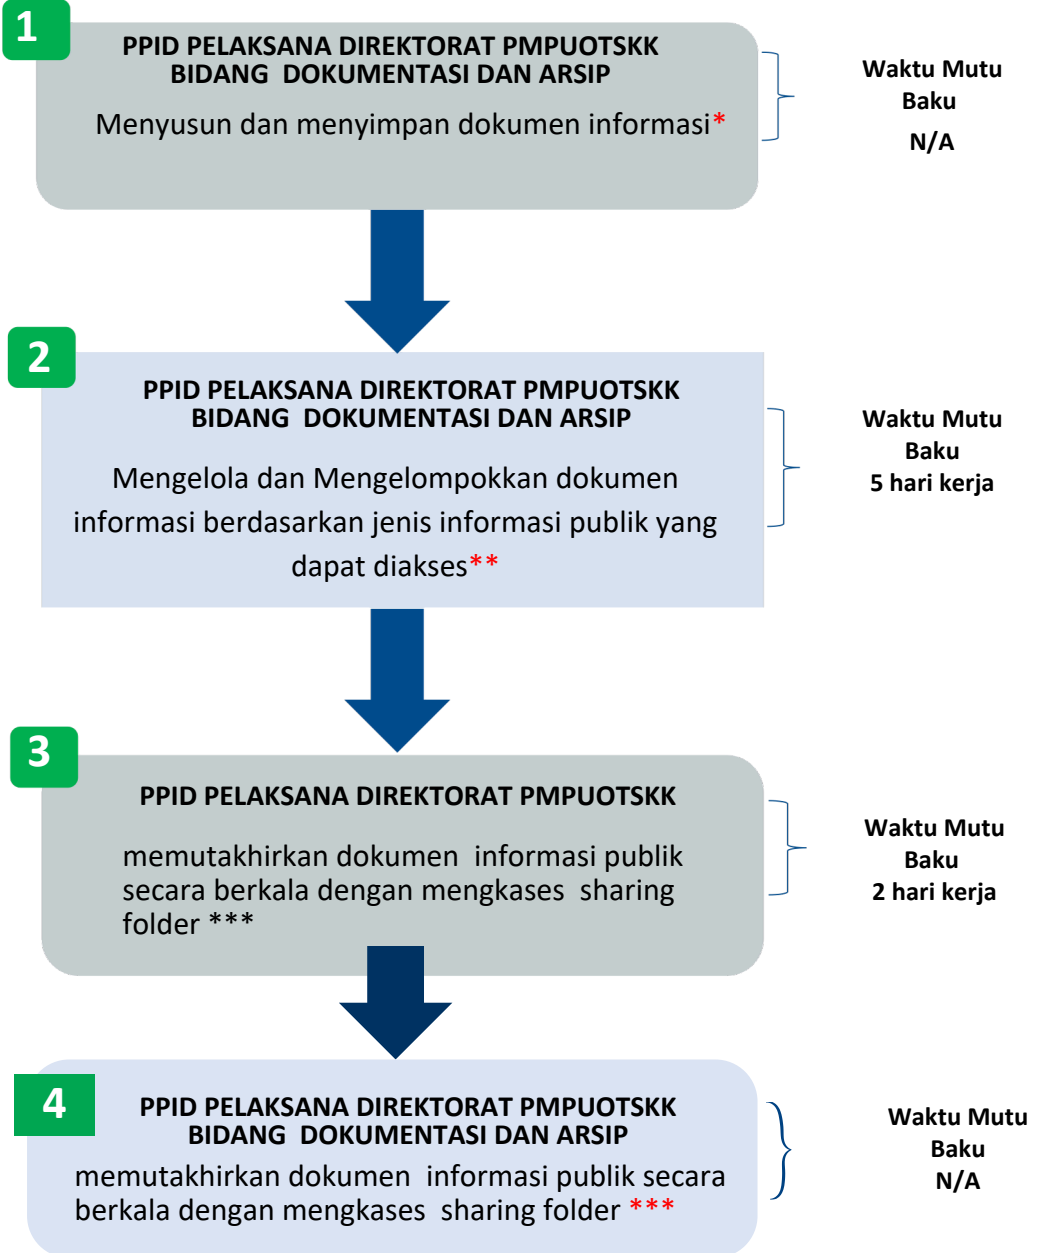 1
PPID PELAKSANA DIREKTORAT PMPUOTSKK
BIDANG DOKUMENTASI DAN ARSIP
Menyusun dan menyimpan dokumen informasi*
Waktu Mutu
Baku
N/A
2
PPID PELAKSANA DIREKTORAT PMPUOTSKK
BIDANG DOKUMENTASI DAN ARSIP
Mengelola dan Mengelompokkan dokumen
informasi berdasarkan jenis informasi publik yang
dapat diakses**
Waktu Mutu
Baku
5 hari kerja
3
PPID PELAKSANA DIREKTORAT PMPUOTSKK
memutakhirkan dokumen informasi publik
secara berkala dengan mengkases sharing
folder ***
Waktu Mutu
Baku
2 hari kerja
4
PPID PELAKSANA DIREKTORAT PMPUOTSKK
BIDANG DOKUMENTASI DAN ARSIP
memutakhirkan dokumen informasi publik secara
berkala dengan mengkases sharing folder ***
Waktu Mutu
Baku
N/A